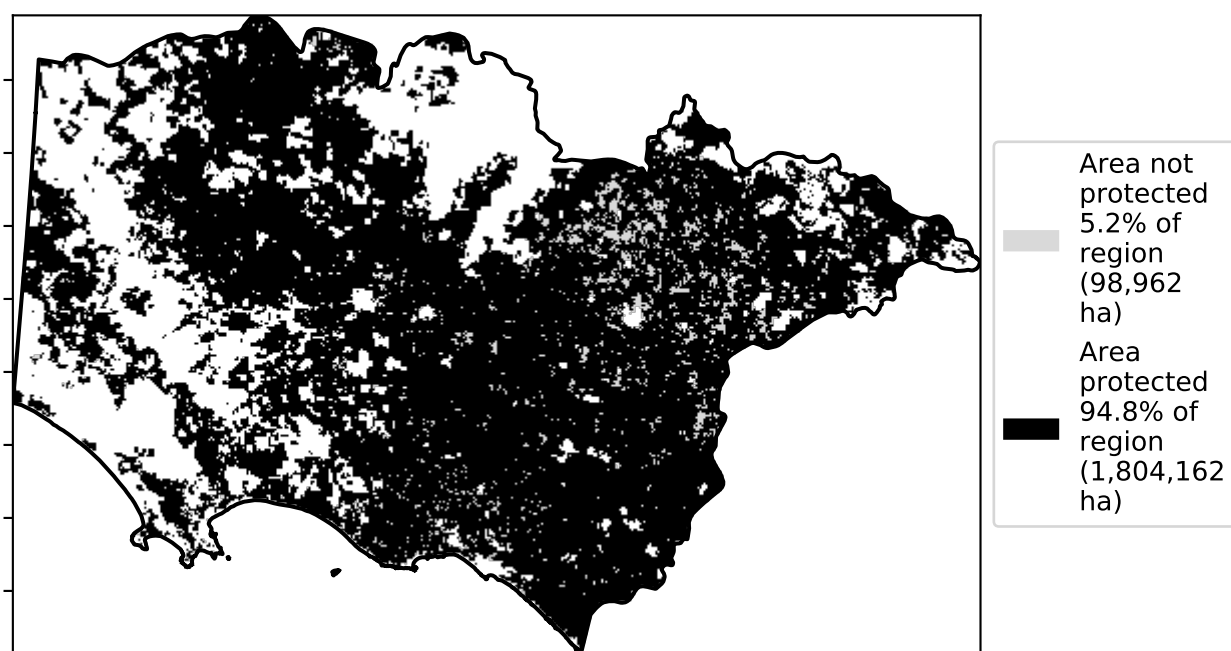 Area not
protected
5.2% of
region
(98,962
ha)
Area
protected
94.8% of
region
(1,804,162
ha)